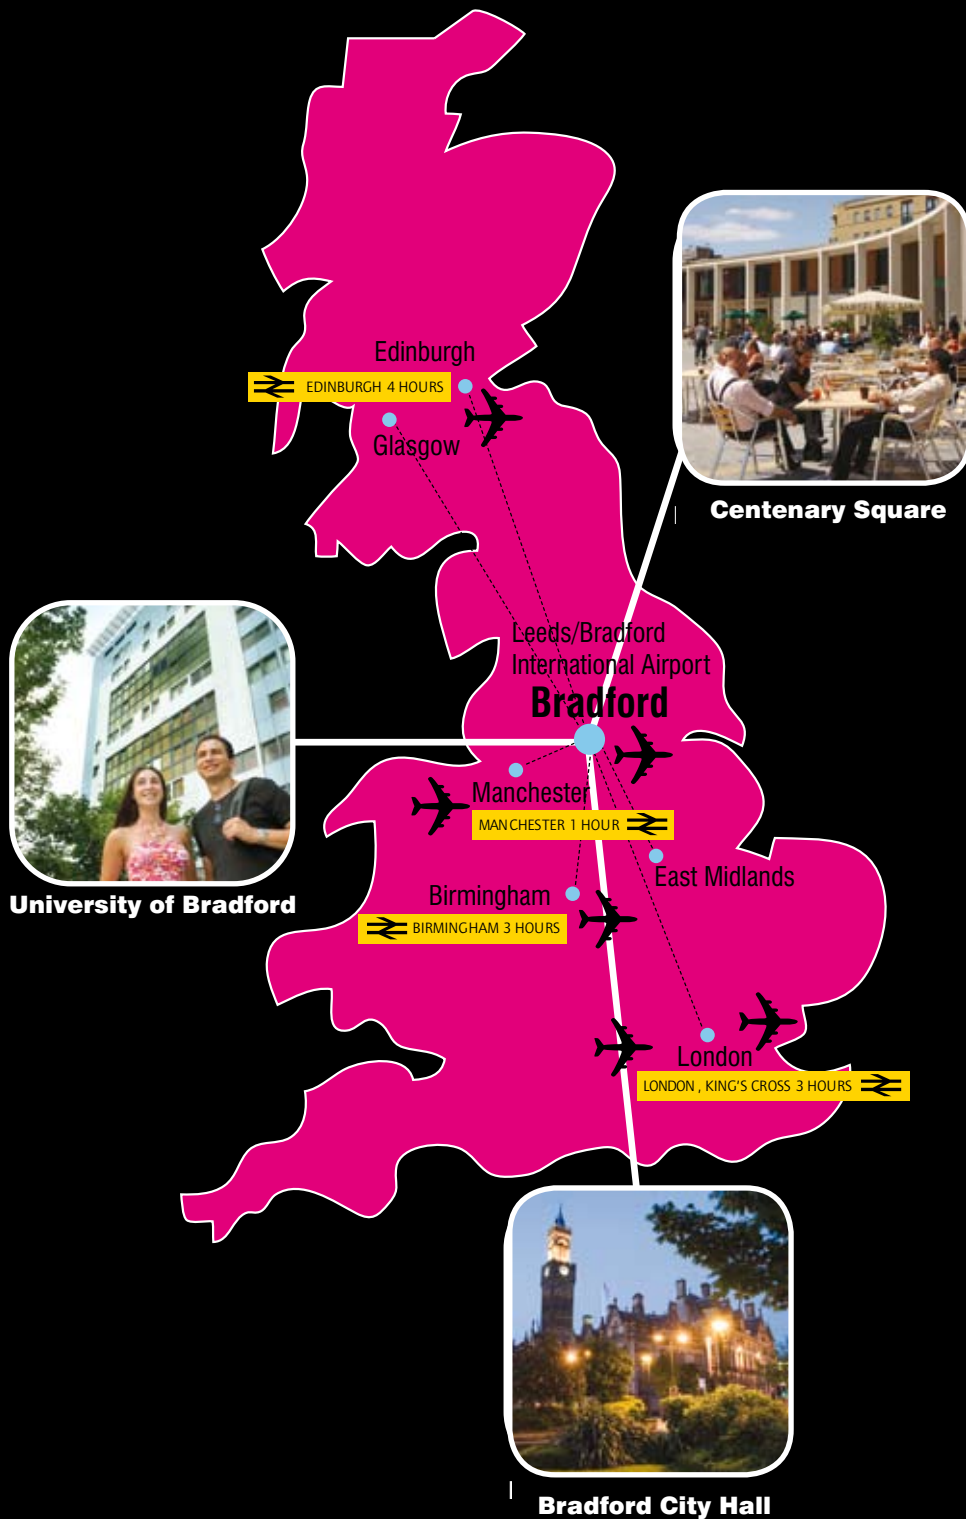 Edinburgh
EDINBURGH 4 HOURS
Glasgow
Centenary Square
Leeds/Bradford
International Airport
Bradford
Manchester
MANCHESTER 1 HOUR
East Midlands
University of Bradford
Birmingham
BIRMINGHAM 3 HOURS
London
LONDON , KING'S CROSS 3 HOURS
Bradford City Hall